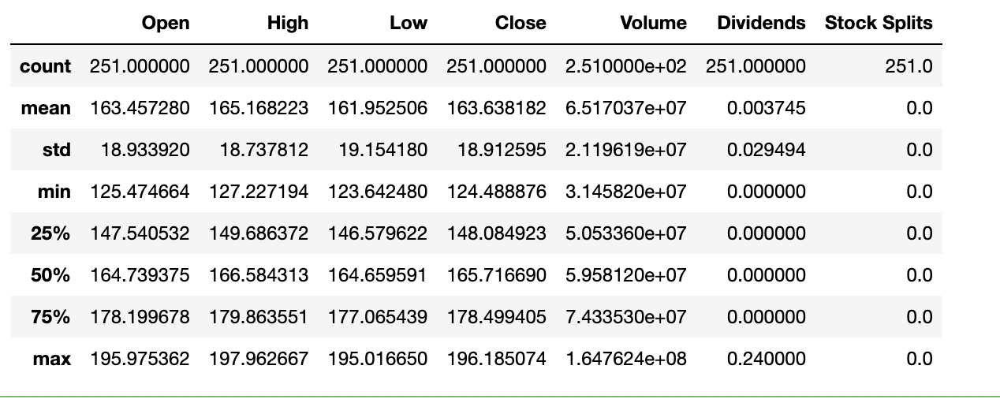 Open High Low Close Volume Dividends Stock Splits
count 251.000000 251.000000 251.000000 251.000000 2.510000e+02 251.000000 251.0
mean 163.457280 165.168223 161.952506 163.638182 6.517037e+07 0.003745 0.0
std 18.933920 18.737812 19.154180 18.912595 2.119619e+07 0.029494 0.0
min 125.474664 127.227194 123.642480 124.488876 3.145820e+07 0.000000 0.0
25% 147.540532 149.686372 146.579622 148.084923 5.053360e+07 0.000000 0.0
50% 164.739375 166.584313 164.659591 165.716690 5.958120e+07 0.000000 0.0
75% 178.199678 179.863551 177.065439 178.499405 7.433530e+07 0.000000 0.0
max 195.975362 197.962667 195.016650 196.185074 1.647624e+08 0.240000 0.0